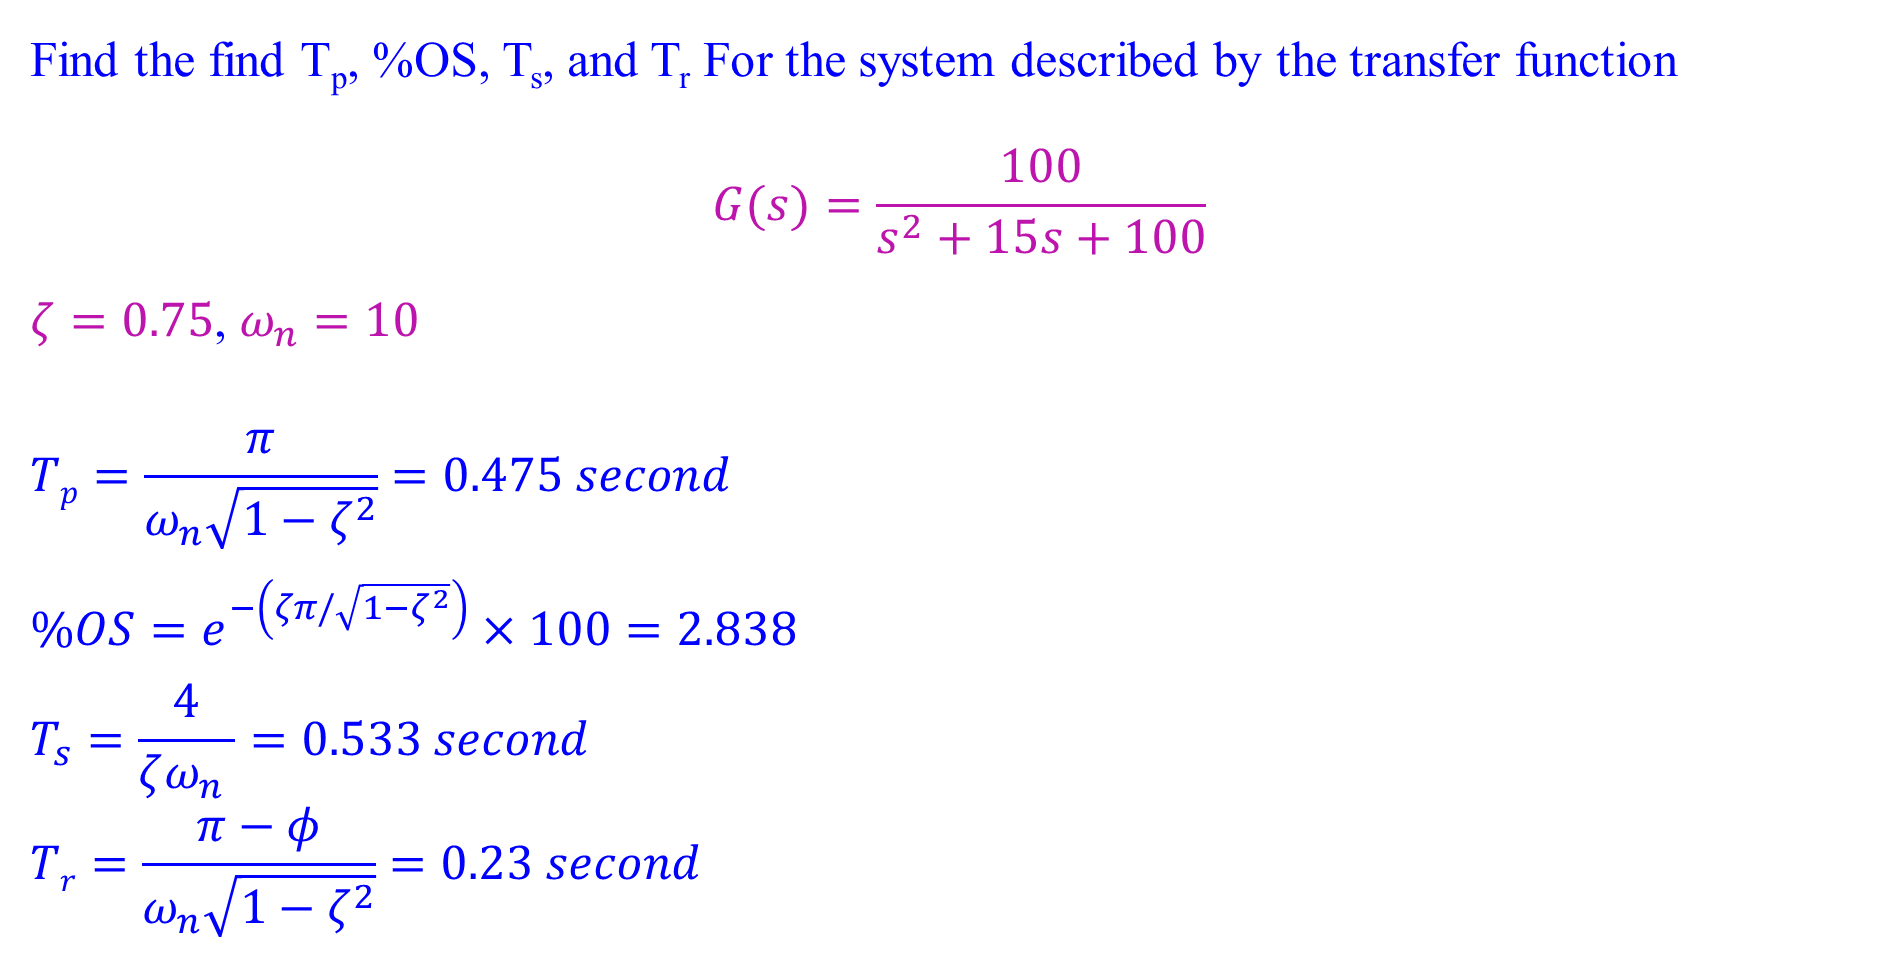 Find the find Tₚ, %OS, Tₛ, and Tᵣ For the system described by the transfer function
G(s) = 100 / (s² + 15s + 100)
ζ = 0.75, ωₙ = 10
Tₚ = π / (ωₙ√(1 − ζ²)) = 0.475 second
%OS = e^−(ζπ/√(1−ζ²)) × 100 = 2.838
Tₛ = 4 / (ζωₙ) = 0.533 second
Tᵣ = (π − ϕ) / (ωₙ√(1 − ζ²)) = 0.23 second